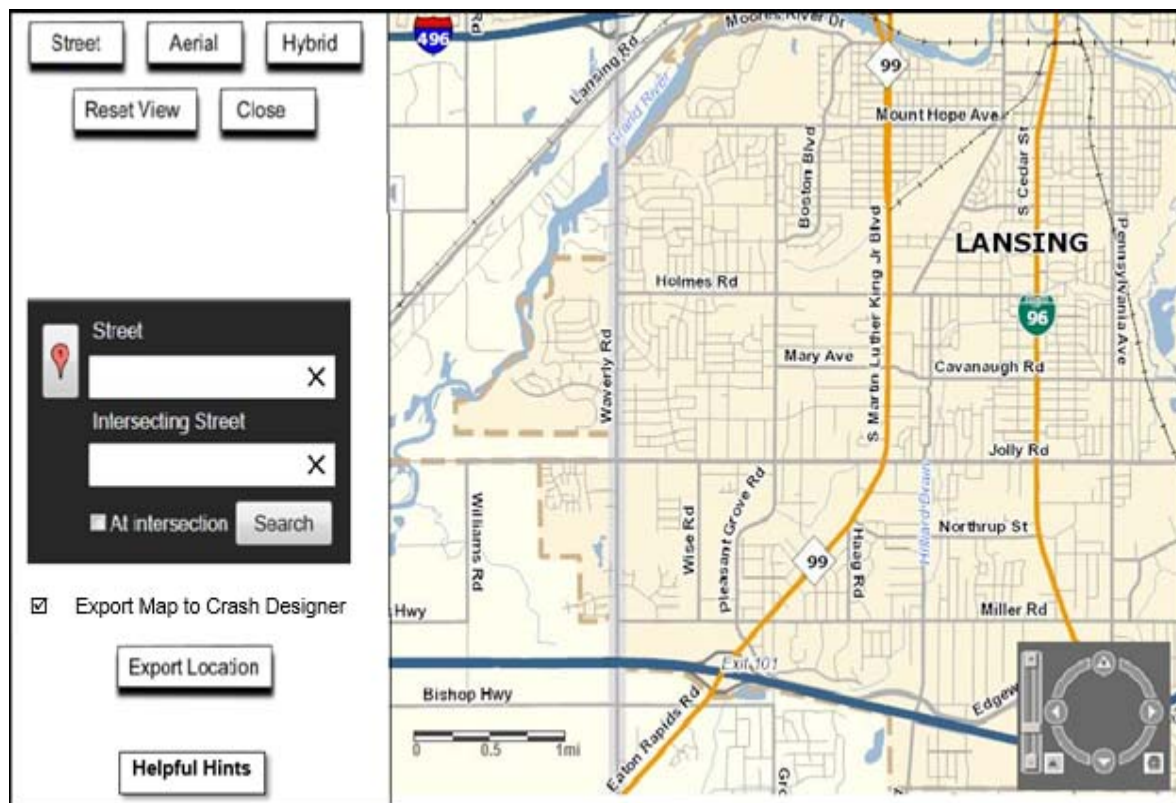 Street
Aerial
Hybrid
Reset View
Close
Street
X
Intersecting Street
X
At intersection
Search
Export Map to Crash Designer
Export Location
Helpful Hints
496
Rd
Lansing Rd
Moores River Dr
99
Grand River
Mount Hope Ave
Boston Blvd
S Cedar St
LANSING
Pennsylvania Ave
S Martin Luther King Jr Blvd
Holmes Rd
96
Waverly Rd
Mary Ave
Cavanaugh Rd
Jolly Rd
Williams Rd
Wise Rd
Pleasant Grove Rd
Northrup St
99
Haag Rd
Hwy
Miller Rd
Exit 101
Bishop Hwy
Edgew
Eaton Rapids Rd
0 0.5 1mi
Gro